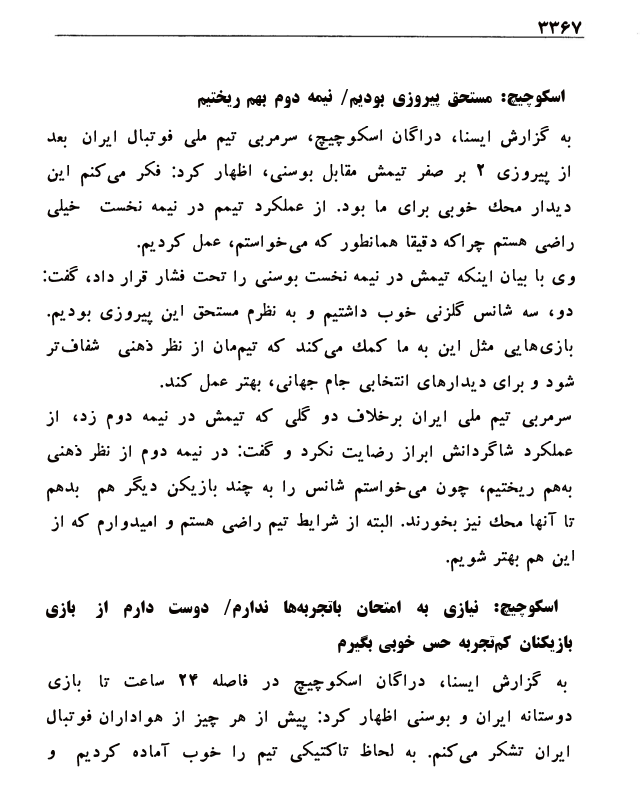 ۳۳۶۷
اسکوچیچ: مستحق پیروزی بودیم/ نیمه دوم بهم ریختیم
به گزارش ایسنا، دراگان اسکوچیچ، سرمربی تیم ملی فوتبال ایران بعد
از پیروزی ۲ بر صفر تیمش مقابل بوسنی، اظهار کرد: فکر می‌کنم این
دیدار محك خوبی برای ما بود. از عملکرد تیمم در نیمه نخست خیلی
راضی هستم چراکه دقیقا همانطور که می‌خواستم، عمل کردیم.
وی با بیان اینکه تیمش در نیمه نخست بوسنی را تحت فشار قرار داد، گفت:
دو، سه شانس گلزنی خوب داشتیم و به نظرم مستحق این پیروزی بودیم.
بازی‌هایی مثل این به ما کمك می‌کند که تیم‌مان از نظر ذهنی شفاف‌تر
شود و برای دیدارهای انتخابی جام جهانی، بهتر عمل کند.
سرمربی تیم ملی ایران برخلاف دو گلی که تیمش در نیمه دوم زد، از
عملکرد شاگردانش ابراز رضایت نکرد و گفت: در نیمه دوم از نظر ذهنی
به‌هم ریختیم، چون می‌خواستم شانس را به چند بازیکن دیگر هم بدهم
تا آنها محك نیز بخورند. البته از شرایط تیم راضی هستم و امیدوارم که از
این هم بهتر شویم.
اسکوچیچ: نیازی به امتحان باتجربه‌ها ندارم/ دوست دارم از بازی
بازیکنان کم‌تجربه حس خوبی بگیرم
به گزارش ایسنا، دراگان اسکوچیچ در فاصله ۲۴ ساعت تا بازی
دوستانه ایران و بوسنی اظهار کرد: پیش از هر چیز از هواداران فوتبال
ایران تشکر می‌کنم. به لحاظ تاکتیکی تیم را خوب آماده کردیم و